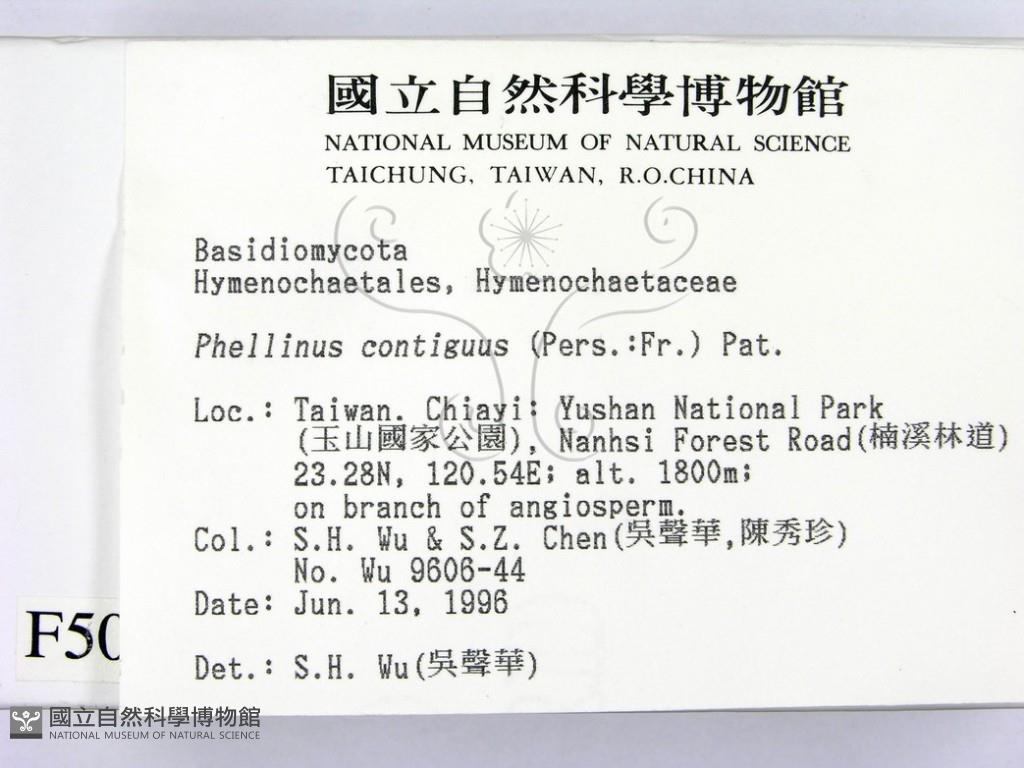 國立自然科學博物館
NATIONAL MUSEUM OF NATURAL SCIENCE
TAICHUNG, TAIWAN, R.O.CHINA
Basidiomycota
Hymenochaetales, Hymenochaetaceae
Phellinus contiguus (Pers.:Fr.) Pat.
Loc.: Taiwan. Chiayi: Yushan National Park
(玉山國家公園), Nanhsi Forest Road(楠溪林道)
23.28N, 120.54E; alt. 1800m;
on branch of angiosperm.
Col.: S.H. Wu & S.Z. Chen(吳聲華,陳秀珍)
No. Wu 9606-44
Date: Jun. 13, 1996
Det.: S.H. Wu(吳聲華)
F50
國立自然科學博物館
NATIONAL MUSEUM OF NATURAL SCIENCE